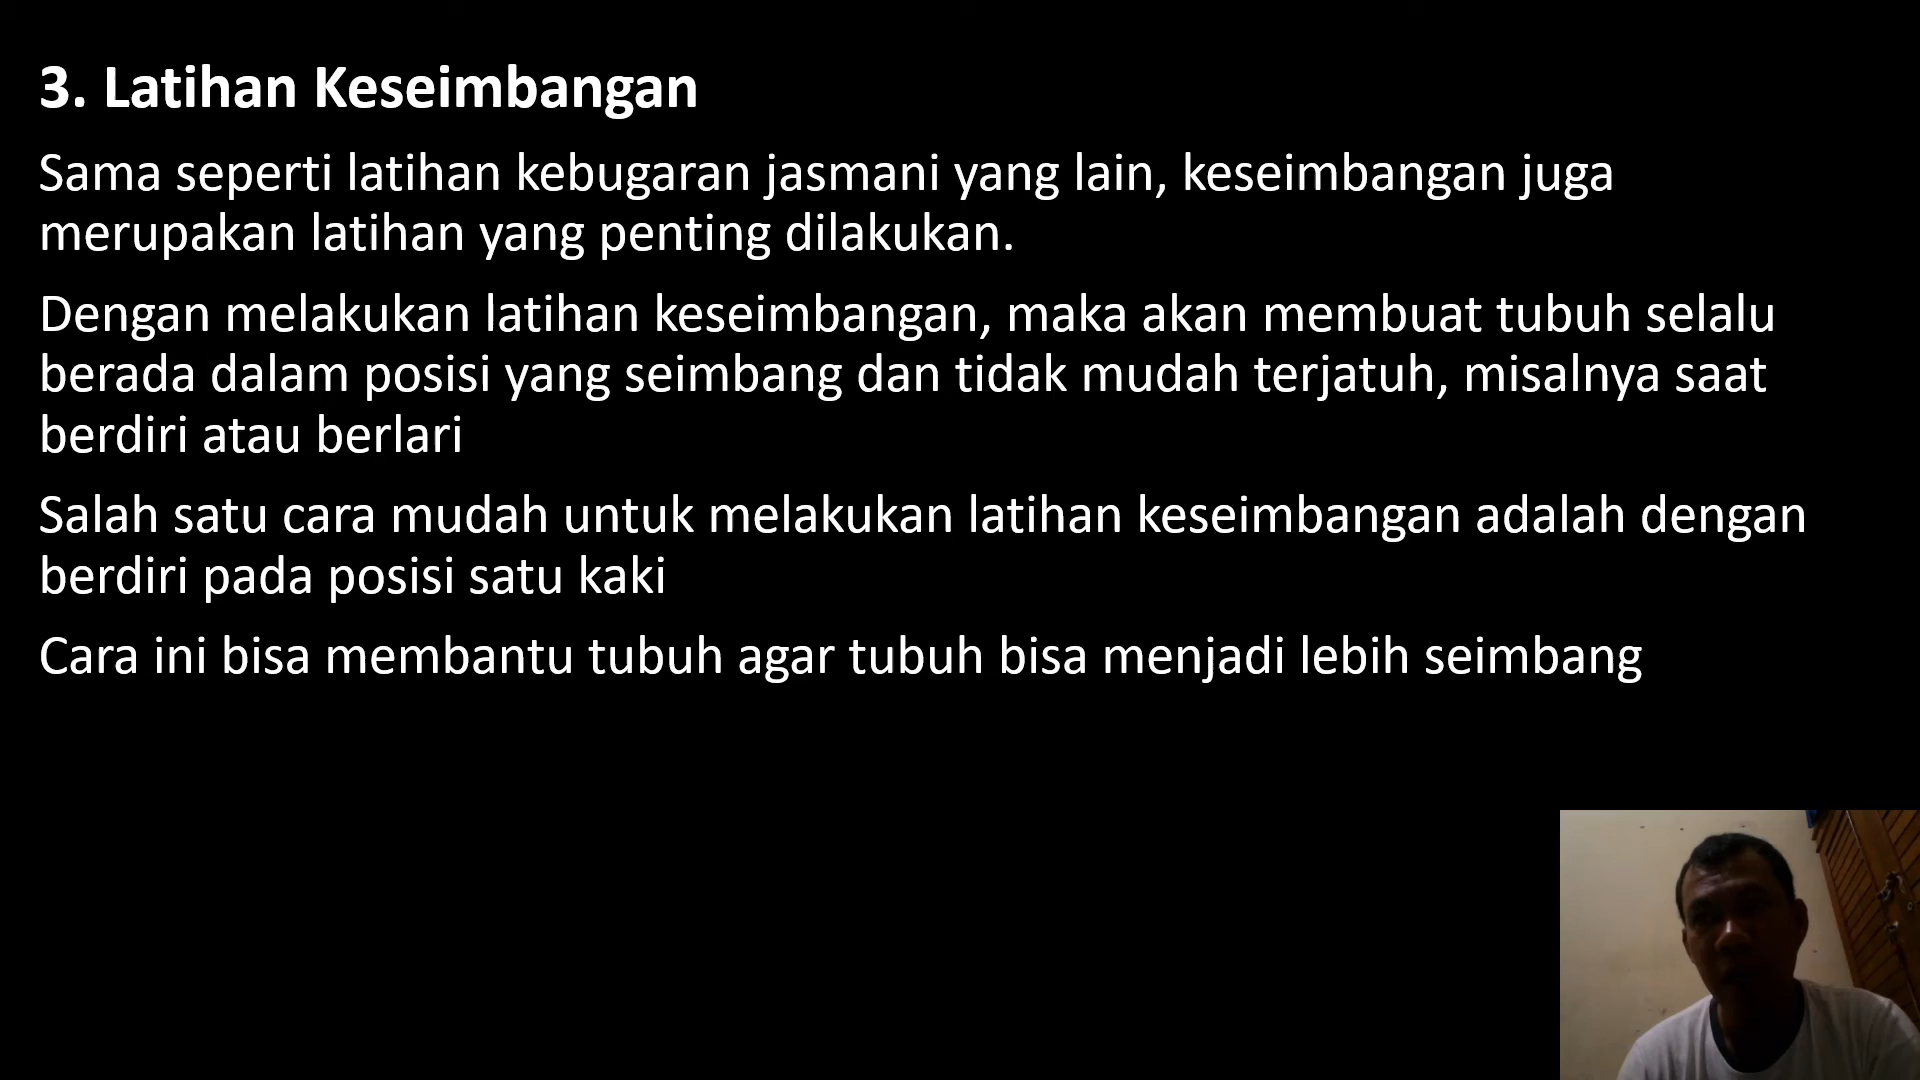 3. Latihan Keseimbangan
Sama seperti latihan kebugaran jasmani yang lain, keseimbangan juga
merupakan latihan yang penting dilakukan.
Dengan melakukan latihan keseimbangan, maka akan membuat tubuh selalu
berada dalam posisi yang seimbang dan tidak mudah terjatuh, misalnya saat
berdiri atau berlari
Salah satu cara mudah untuk melakukan latihan keseimbangan adalah dengan
berdiri pada posisi satu kaki
Cara ini bisa membantu tubuh agar tubuh bisa menjadi lebih seimbang